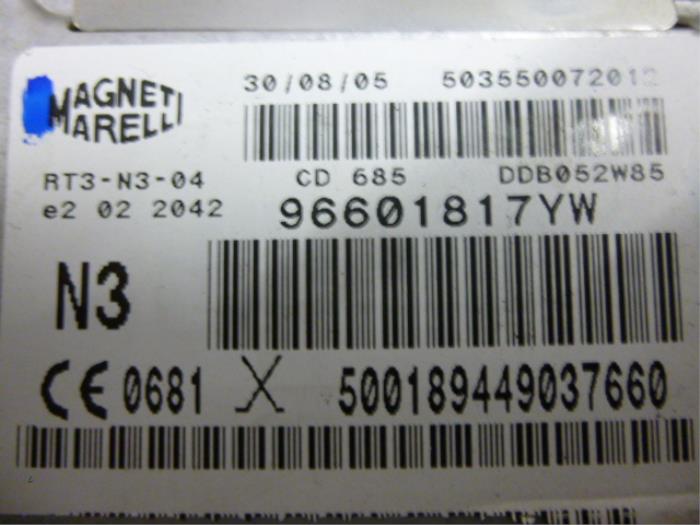 MAGNETI
MARELLI
30/08/05 503550072012
RT3-N3-04 CD 685 DDB052W85
e2 02 2042 96601817YW
N3
CE 0681 500189449037660